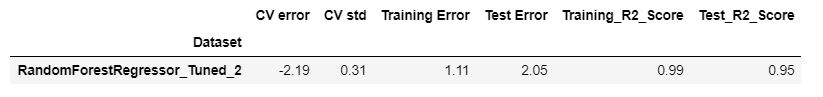 CV error CV std Training Error Test Error Training_R2_Score Test_R2_Score
Dataset
RandomForestRegressor_Tuned_2 -2.19 0.31 1.11 2.05 0.99 0.95